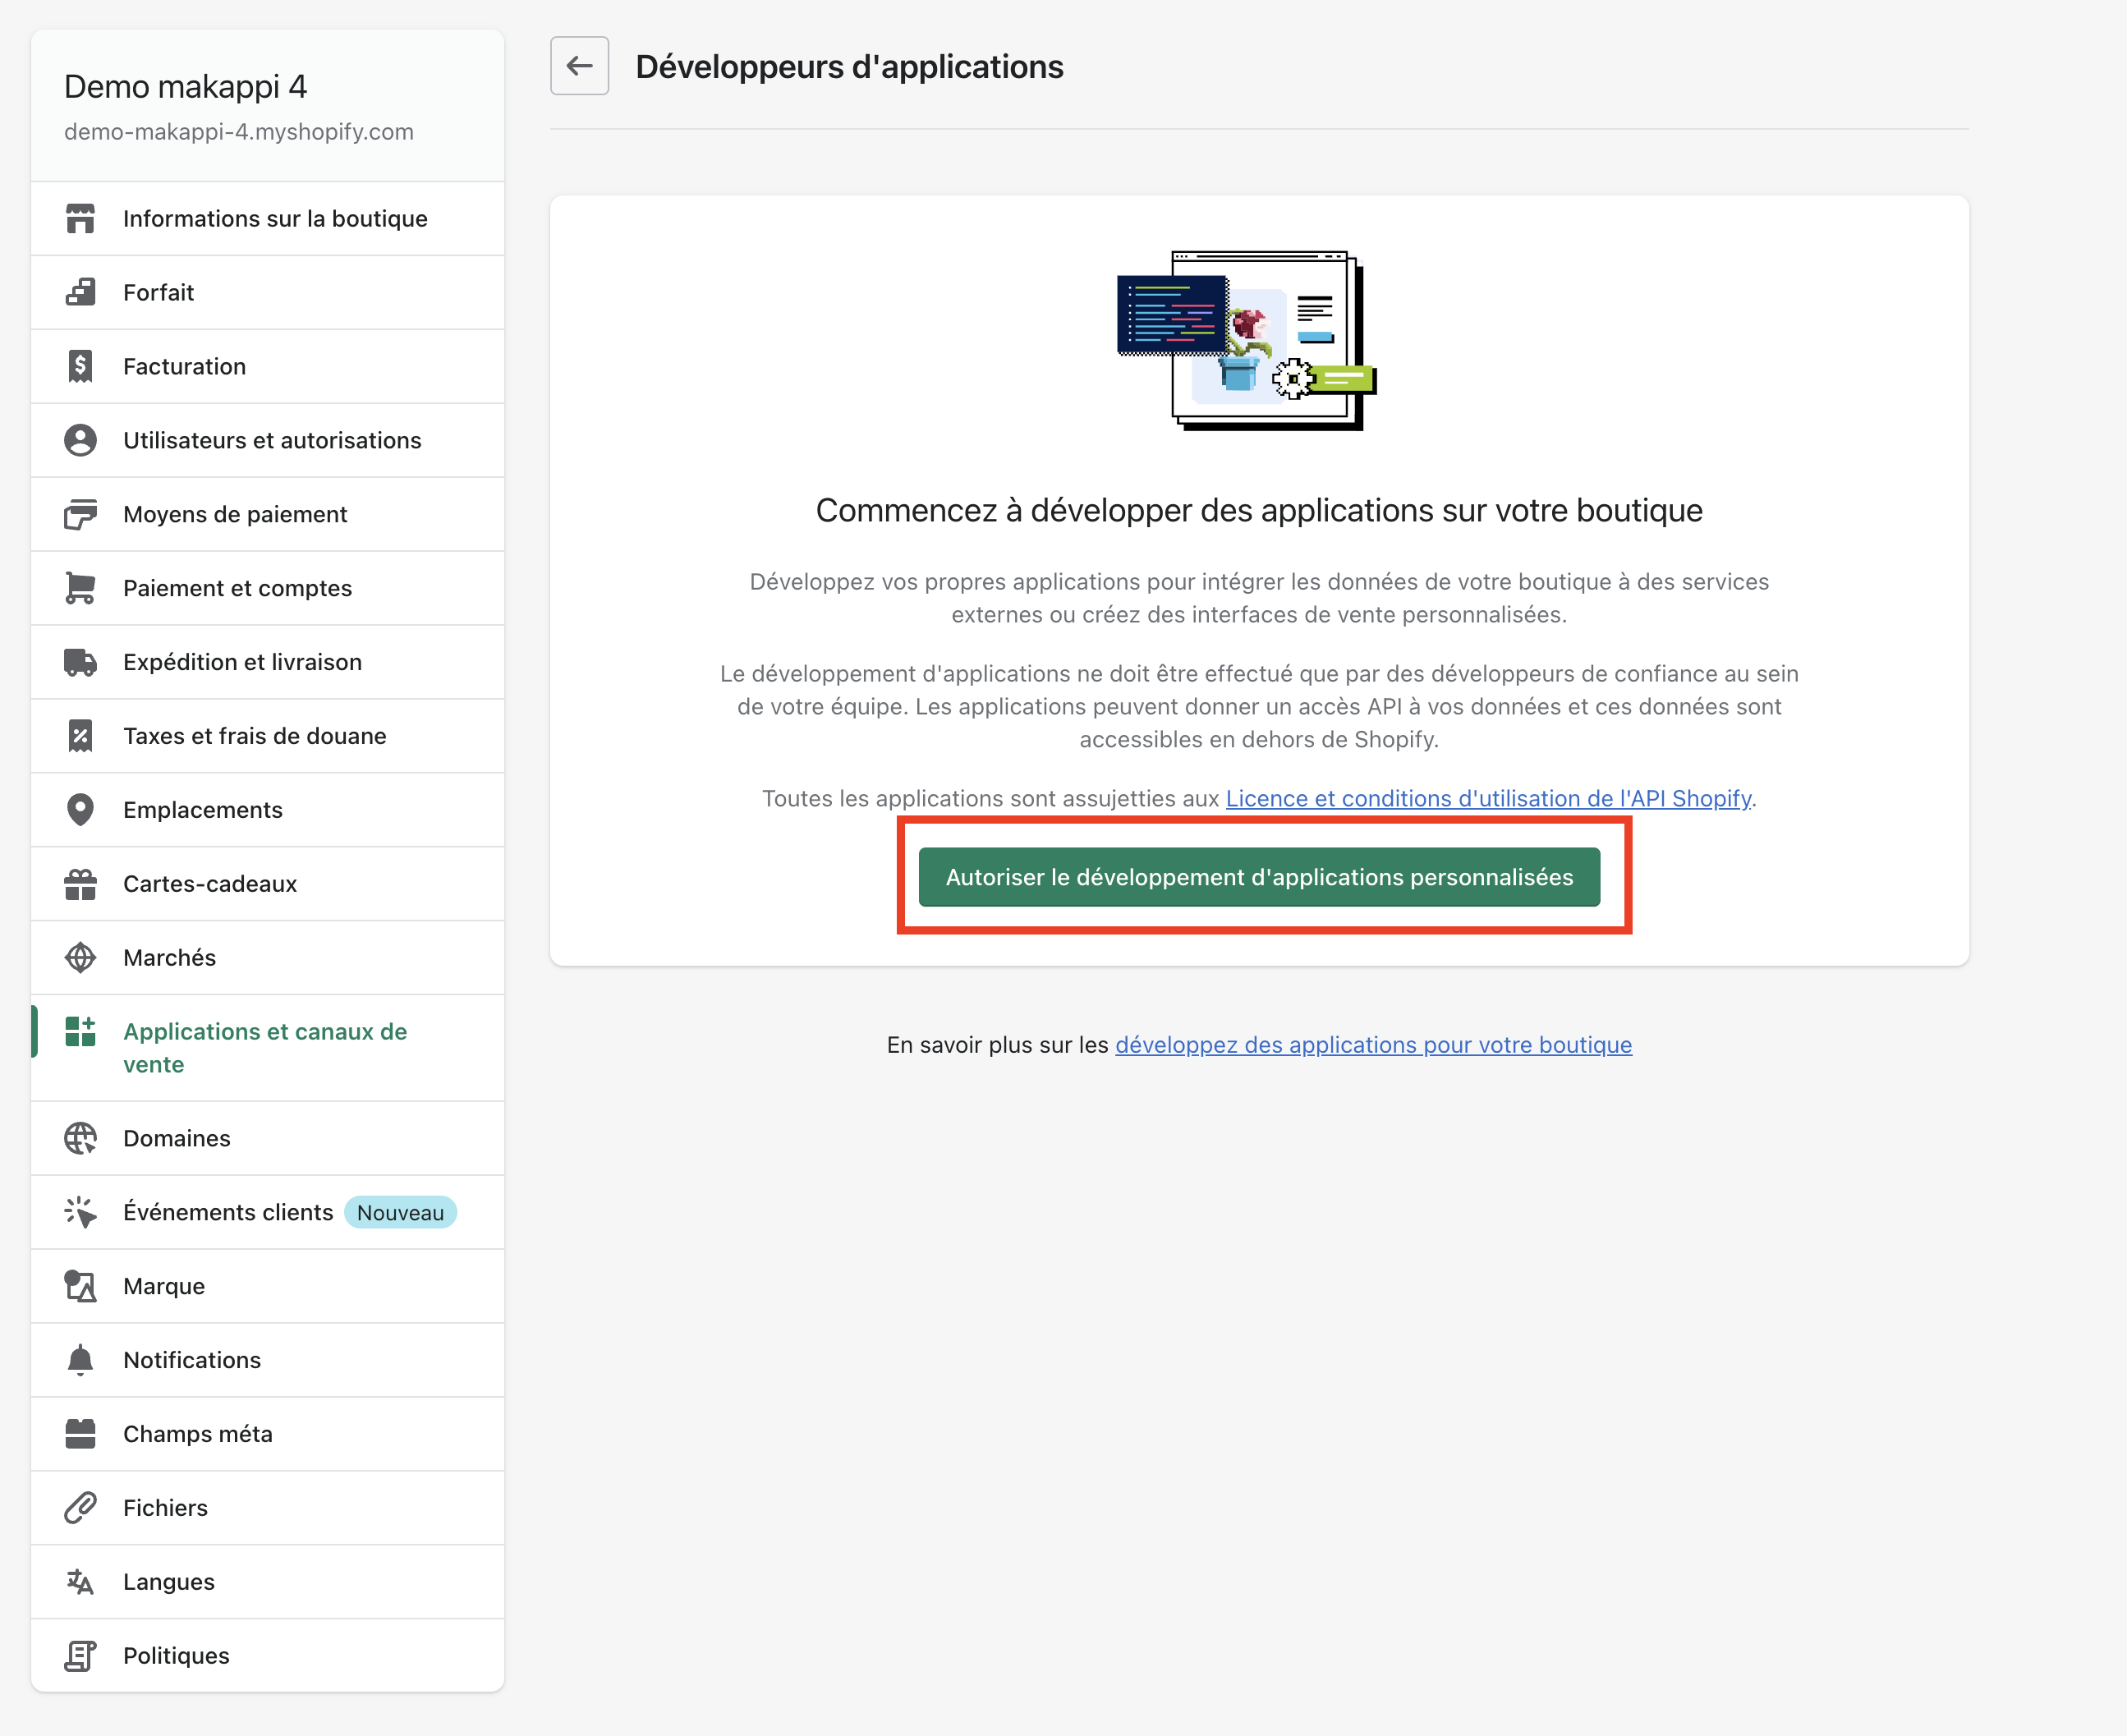 Demo makappi 4
demo-makappi-4.myshopify.com
Informations sur la boutique
Forfait
Facturation
Utilisateurs et autorisations
Moyens de paiement
Paiement et comptes
Expédition et livraison
Taxes et frais de douane
Emplacements
Cartes-cadeaux
Marchés
Applications et canaux de
vente
Domaines
Événements clients Nouveau
Marque
Notifications
Champs méta
Fichiers
Langues
Politiques
Développeurs d'applications
Commencez à développer des applications sur votre boutique
Développez vos propres applications pour intégrer les données de votre boutique à des services
externes ou créez des interfaces de vente personnalisées.
Le développement d'applications ne doit être effectué que par des développeurs de confiance au sein
de votre équipe. Les applications peuvent donner un accès API à vos données et ces données sont
accessibles en dehors de Shopify.
Toutes les applications sont assujetties aux Licence et conditions d'utilisation de l'API Shopify.
Autoriser le développement d'applications personnalisées
En savoir plus sur les développez des applications pour votre boutique